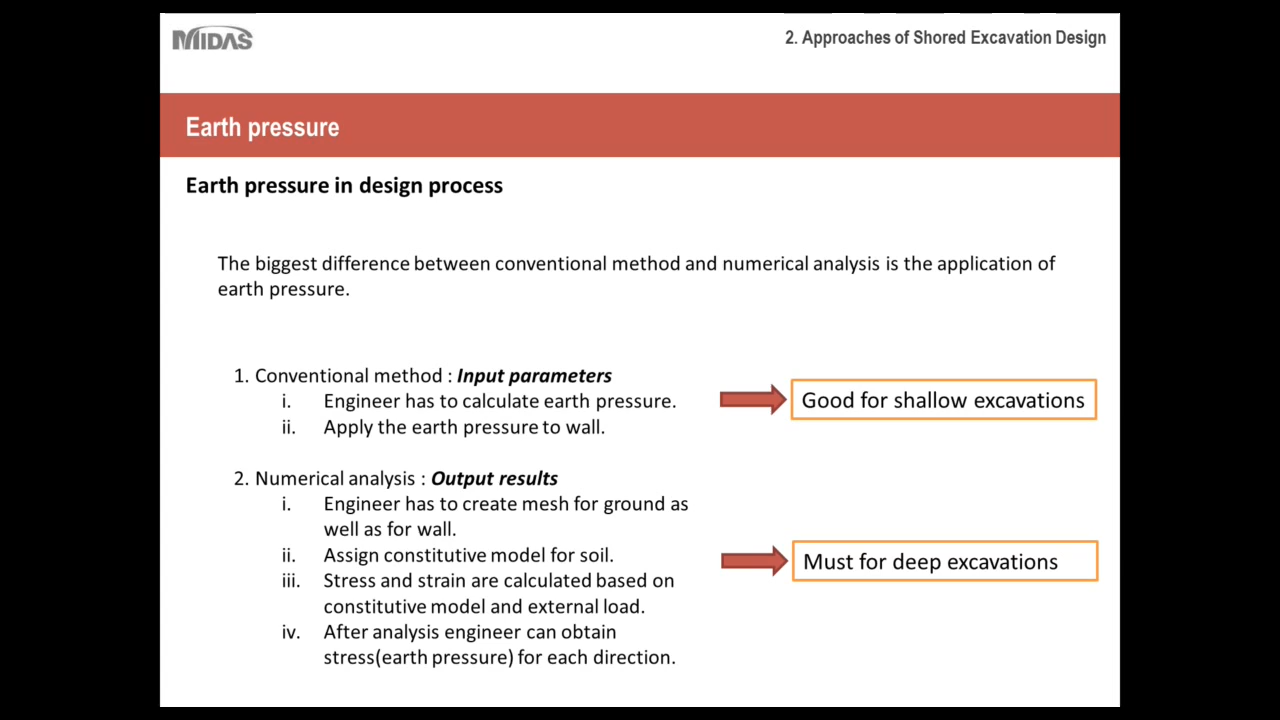 MIDAS
2. Approaches of Shored Excavation Design
Earth pressure
Earth pressure in design process
The biggest difference between conventional method and numerical analysis is the application of
earth pressure.
1. Conventional method : Input parameters
i. Engineer has to calculate earth pressure.
ii. Apply the earth pressure to wall.
Good for shallow excavations
2. Numerical analysis : Output results
i. Engineer has to create mesh for ground as
well as for wall.
ii. Assign constitutive model for soil.
iii. Stress and strain are calculated based on
constitutive model and external load.
iv. After analysis engineer can obtain
stress(earth pressure) for each direction.
Must for deep excavations